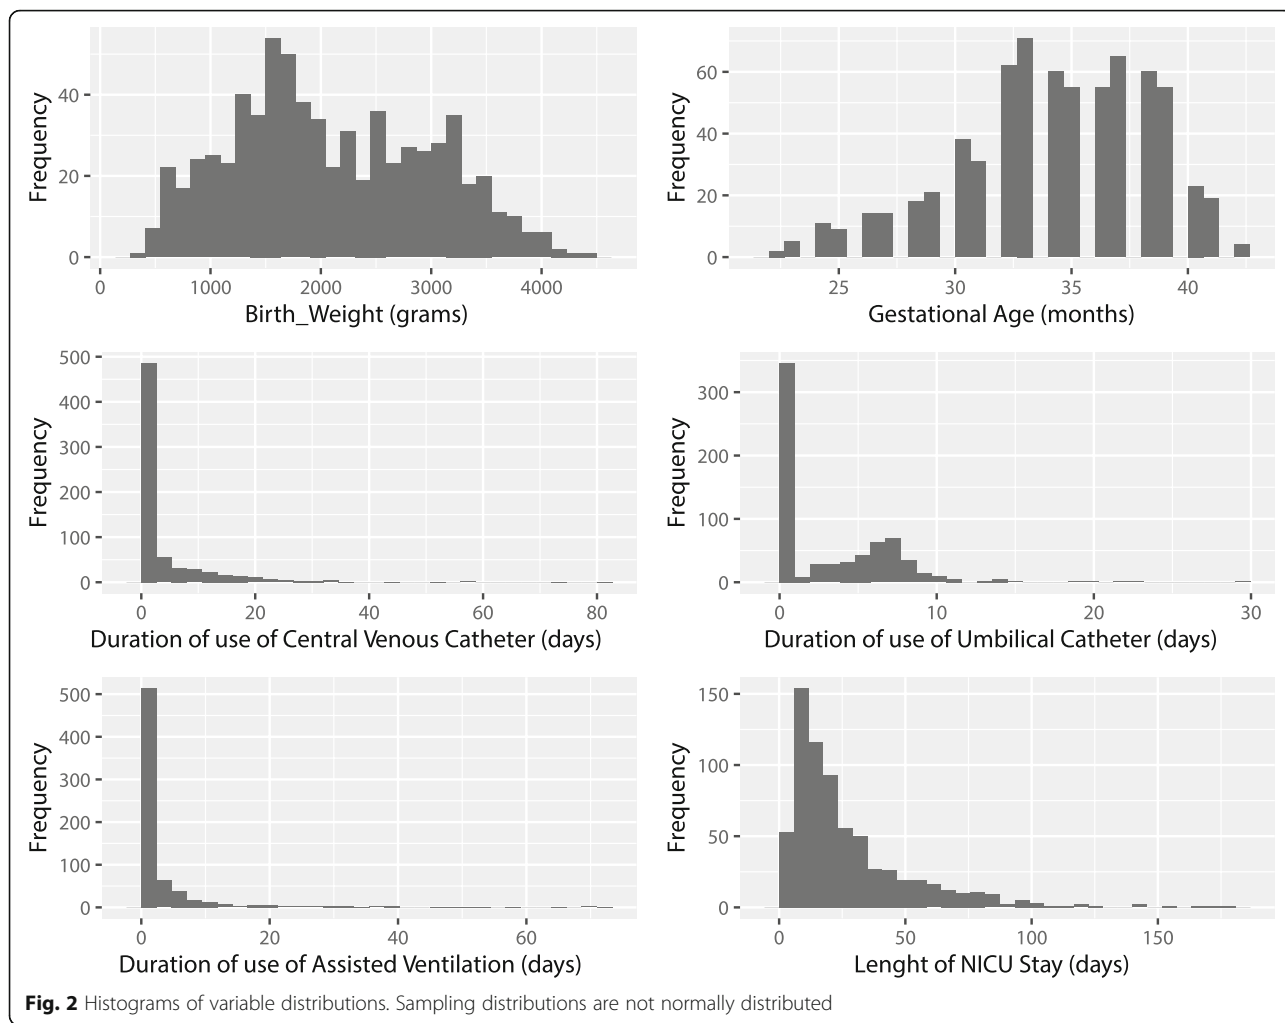 Frequency
40
20
0
0 1000 2000 3000 4000
Birth_Weight (grams)
Frequency
60
40
20
0
25 30 35 40
Gestational Age (months)
Frequency
500
400
300
200
100
0
0 20 40 60 80
Duration of use of Central Venous Catheter (days)
Frequency
300
200
100
0
0 10 20 30
Duration of use of Umbilical Catheter (days)
Frequency
500
400
300
200
100
0
0 20 40 60
Duration of use of Assisted Ventilation (days)
Frequency
150
100
50
0
0 50 100 150
Lenght of NICU Stay (days)
Fig. 2 Histograms of variable distributions. Sampling distributions are not normally distributed